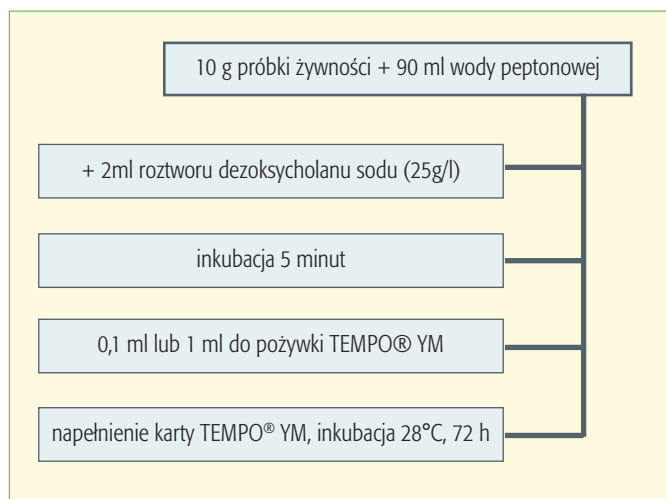 10 g próbki żywności + 90 ml wody peptonowej
+ 2ml roztworu dezoksycholanu sodu (25g/l)
inkubacja 5 minut
0,1 ml lub 1 ml do pożywki TEMPO® YM
napełnienie karty TEMPO® YM, inkubacja 28°C, 72 h